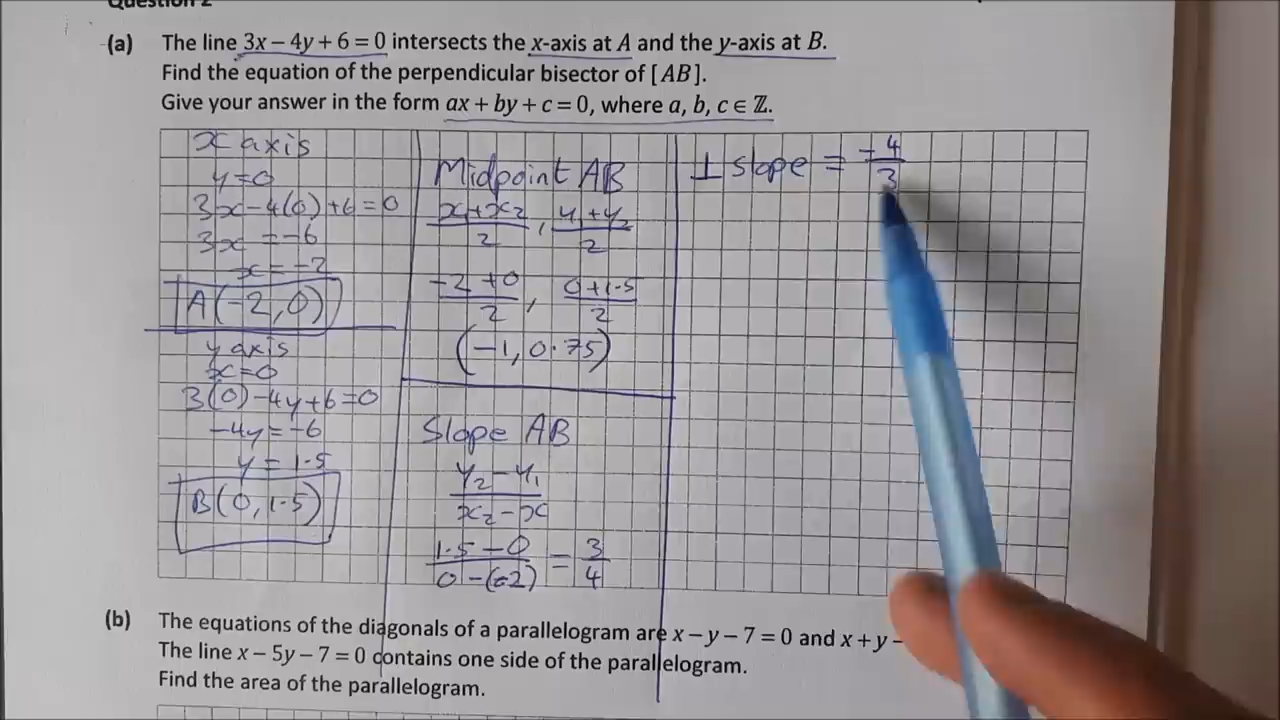 Question 2
(a) The line 3x – 4y + 6 = 0 intersects the x-axis at A and the y-axis at B.
Find the equation of the perpendicular bisector of [AB].
Give your answer in the form ax + by + c = 0, where a, b, c ∈ ℤ.
x axis
y=0
3x-4(0)+6=0
3x = -6
x = -2
A(-2,0)
y axis
x=0
3(0)-4y+6=0
-4y=-6
y = 1.5
B(0,1.5)
Midpoint AB
x+x2/2, y1+y2/2
-2+0/2, 0+1.5/2
(-1,0.75)
Slope AB
y2-y1/x2-x
1.5-0/0-(-2) = 3/4
⊥ slope = -4/3
(b) The equations of the diagonals of a parallelogram are x – y – 7 = 0 and x + y –
The line x – 5y – 7 = 0 contains one side of the parallelogram.
Find the area of the parallelogram.